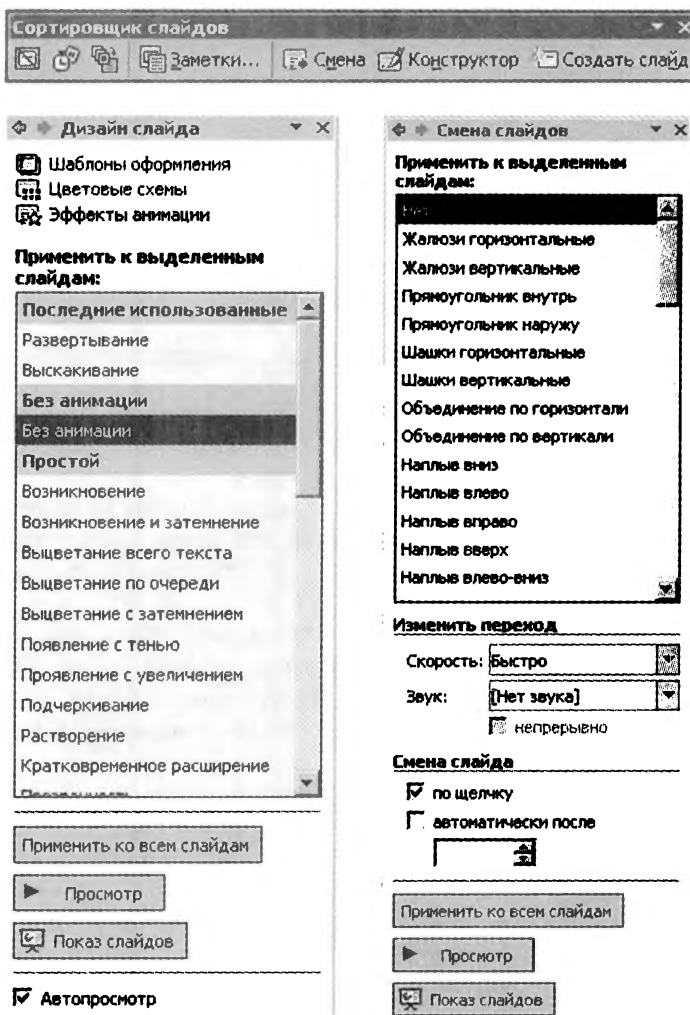 Сортировщик слайдов
Заметки... Смена Конструктор Создать слайд
Дизайн слайда
Шаблоны оформления
Цветовые схемы
Эффекты анимации
Применить к выделенным
слайдам:
Последние использованные
Развертывание
Выскакивание
Без анимации
Без анимации
Простой
Возникновение
Возникновение и затемнение
Выцветание всего текста
Выцветание по очереди
Выцветание с затемнением
Появление с тенью
Проявление с увеличением
Подчеркивание
Растворение
Кратковременное расширение
Применить ко всем слайдам
Просмотр
Показ слайдов
Автопросмотр
Смена слайдов
Применить к выделенным
слайдам:
Нет
Жалюзи горизонтальные
Жалюзи вертикальные
Прямоугольник внутрь
Прямоугольник наружу
Шашки горизонтальные
Шашки вертикальные
Объединение по горизонтали
Объединение по вертикали
Наплыв вниз
Наплыв влево
Наплыв вправо
Наплыв вверх
Наплыв влево-вниз
Изменить переход
Скорость: Быстро
Звук: [Нет звука]
непрерывно
Смена слайда
по щелчку
автоматически после
Применить ко всем слайдам
Просмотр
Показ слайдов